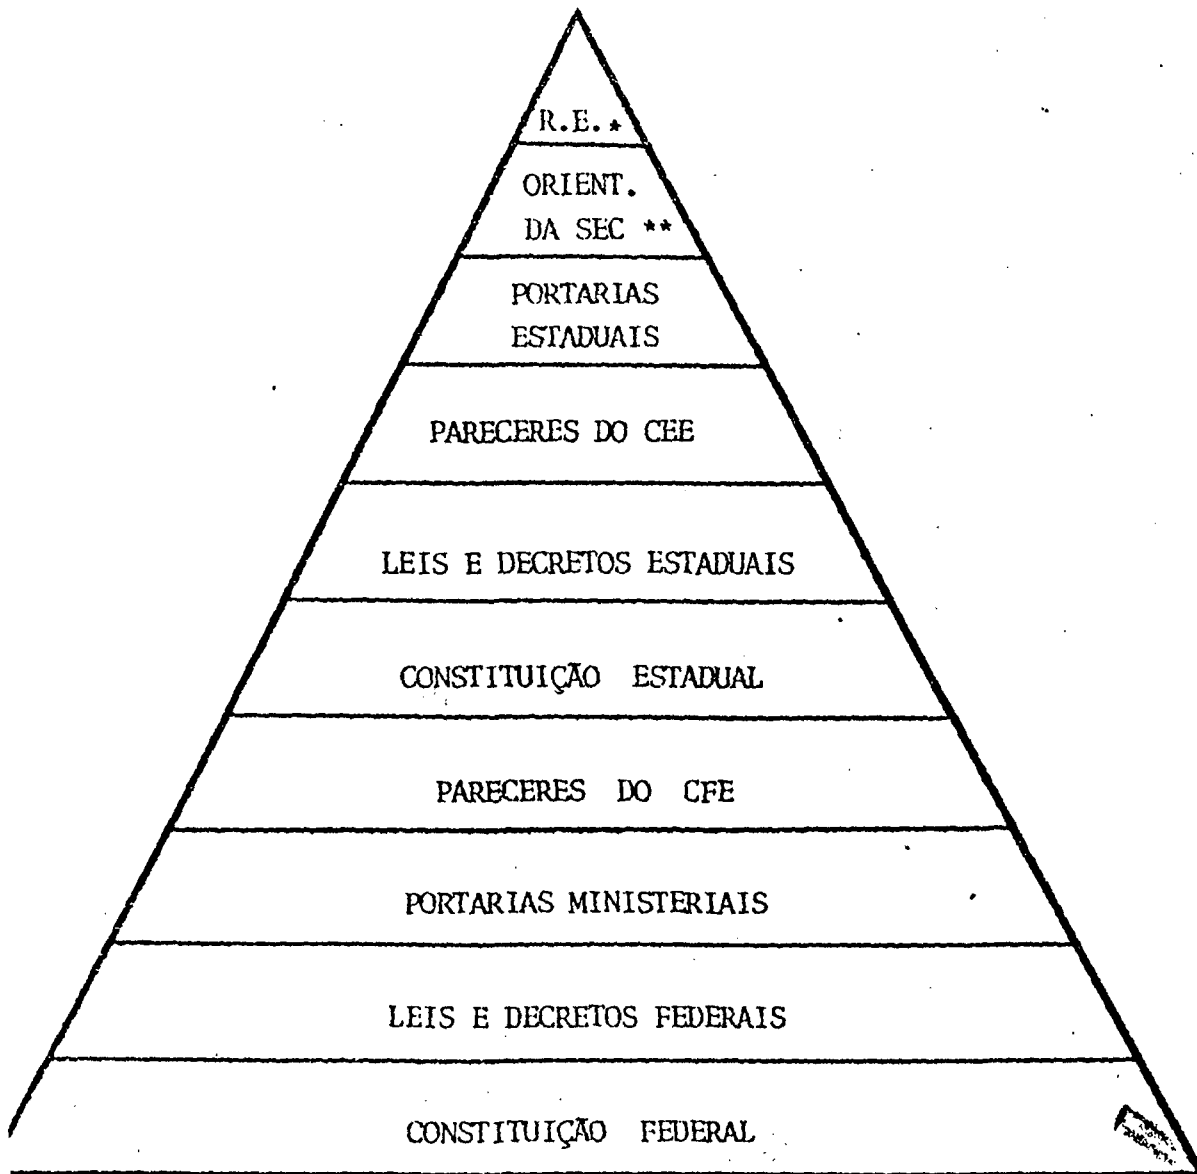 R.E.*
ORIENT.
DA SEC **
PORTARIAS
ESTADUAIS
PARECERES DO CEE
LEIS E DECRETOS ESTADUAIS
CONSTITUIÇÃO ESTADUAL
PARECERES DO CFE
PORTARIAS MINISTERIAIS
LEIS E DECRETOS FEDERAIS
CONSTITUIÇÃO FEDERAL